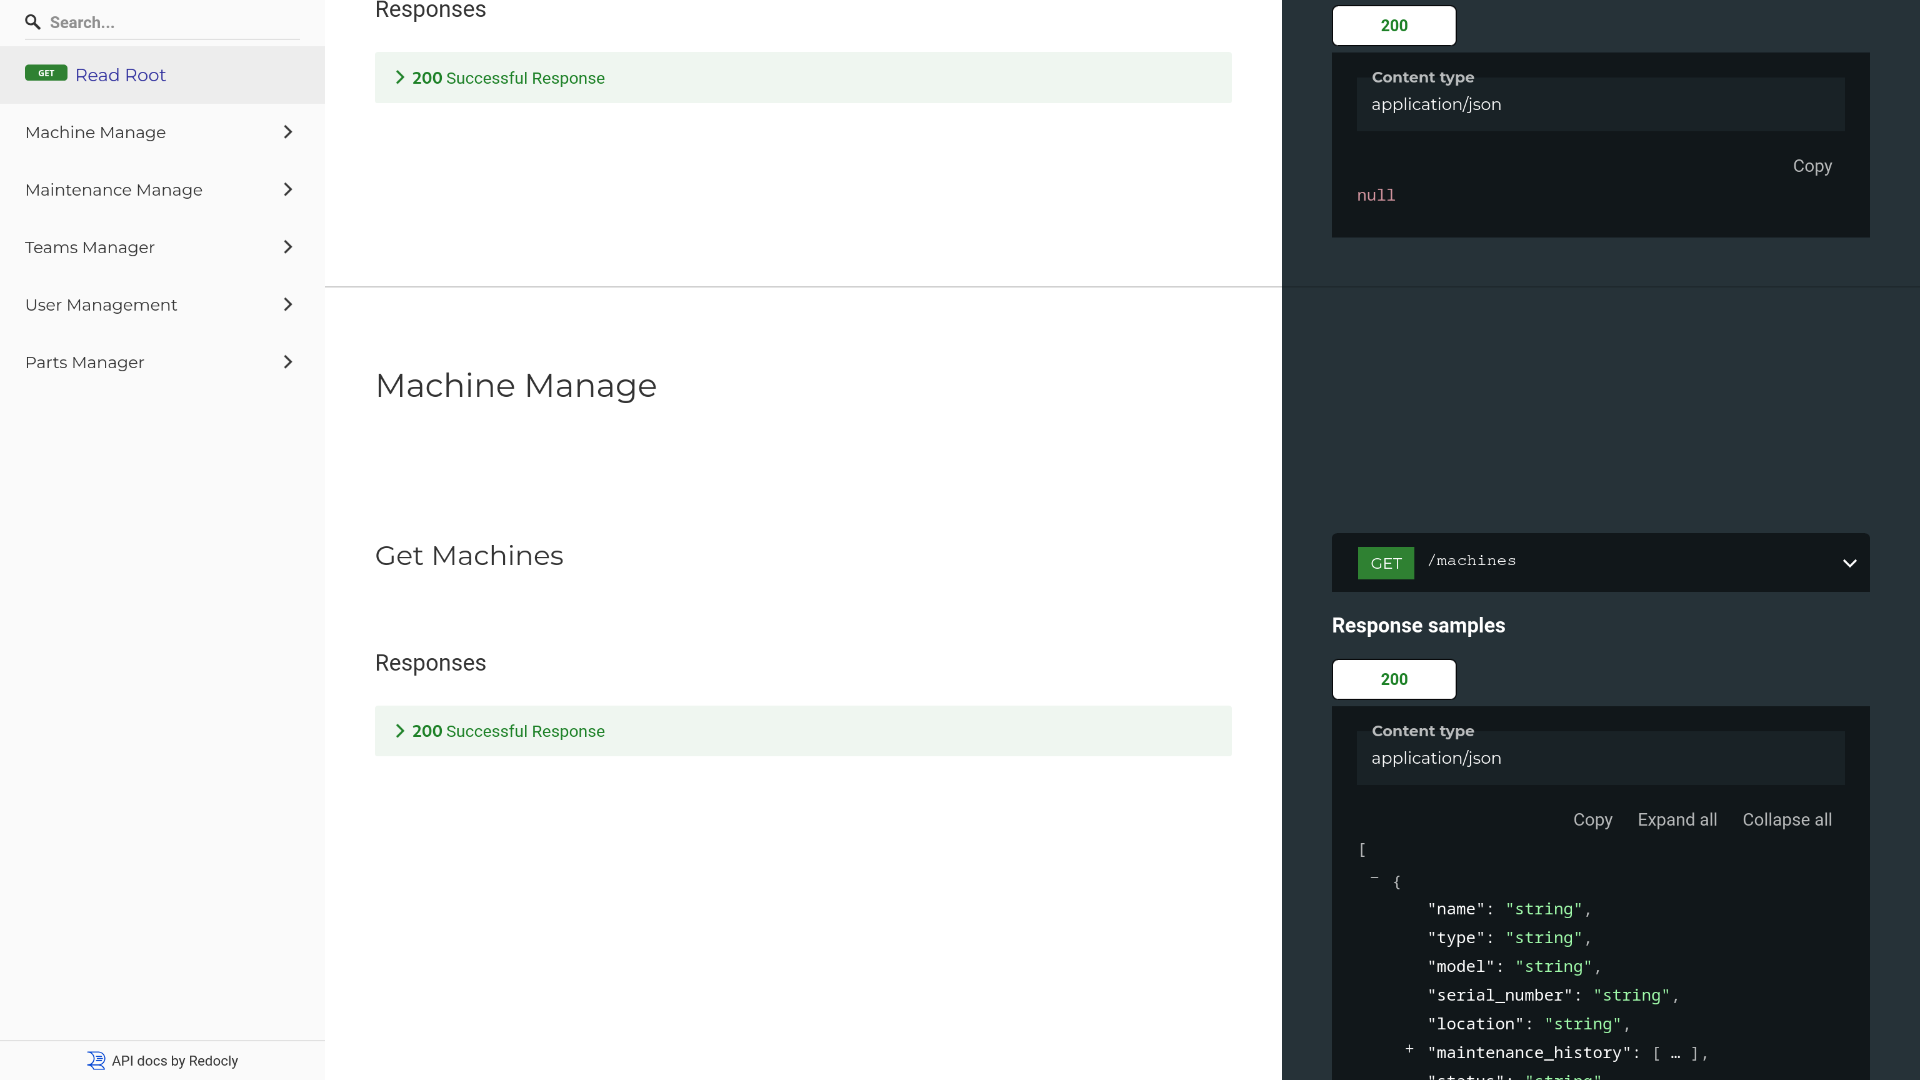 Search...
GET Read Root
Machine Manage
Maintenance Manage
Teams Manager
User Management
Parts Manager
API docs by Redocly
Responses
200 Successful Response
Machine Manage
Get Machines
Responses
200 Successful Response
200
Content type
application/json
Copy
null
GET /machines
Response samples
200
Content type
application/json
Copy Expand all Collapse all
[
- {
"name": "string",
"type": "string",
"model": "string",
"serial_number": "string",
"location": "string",
+ "maintenance_history": [ … ],
"status": "string"